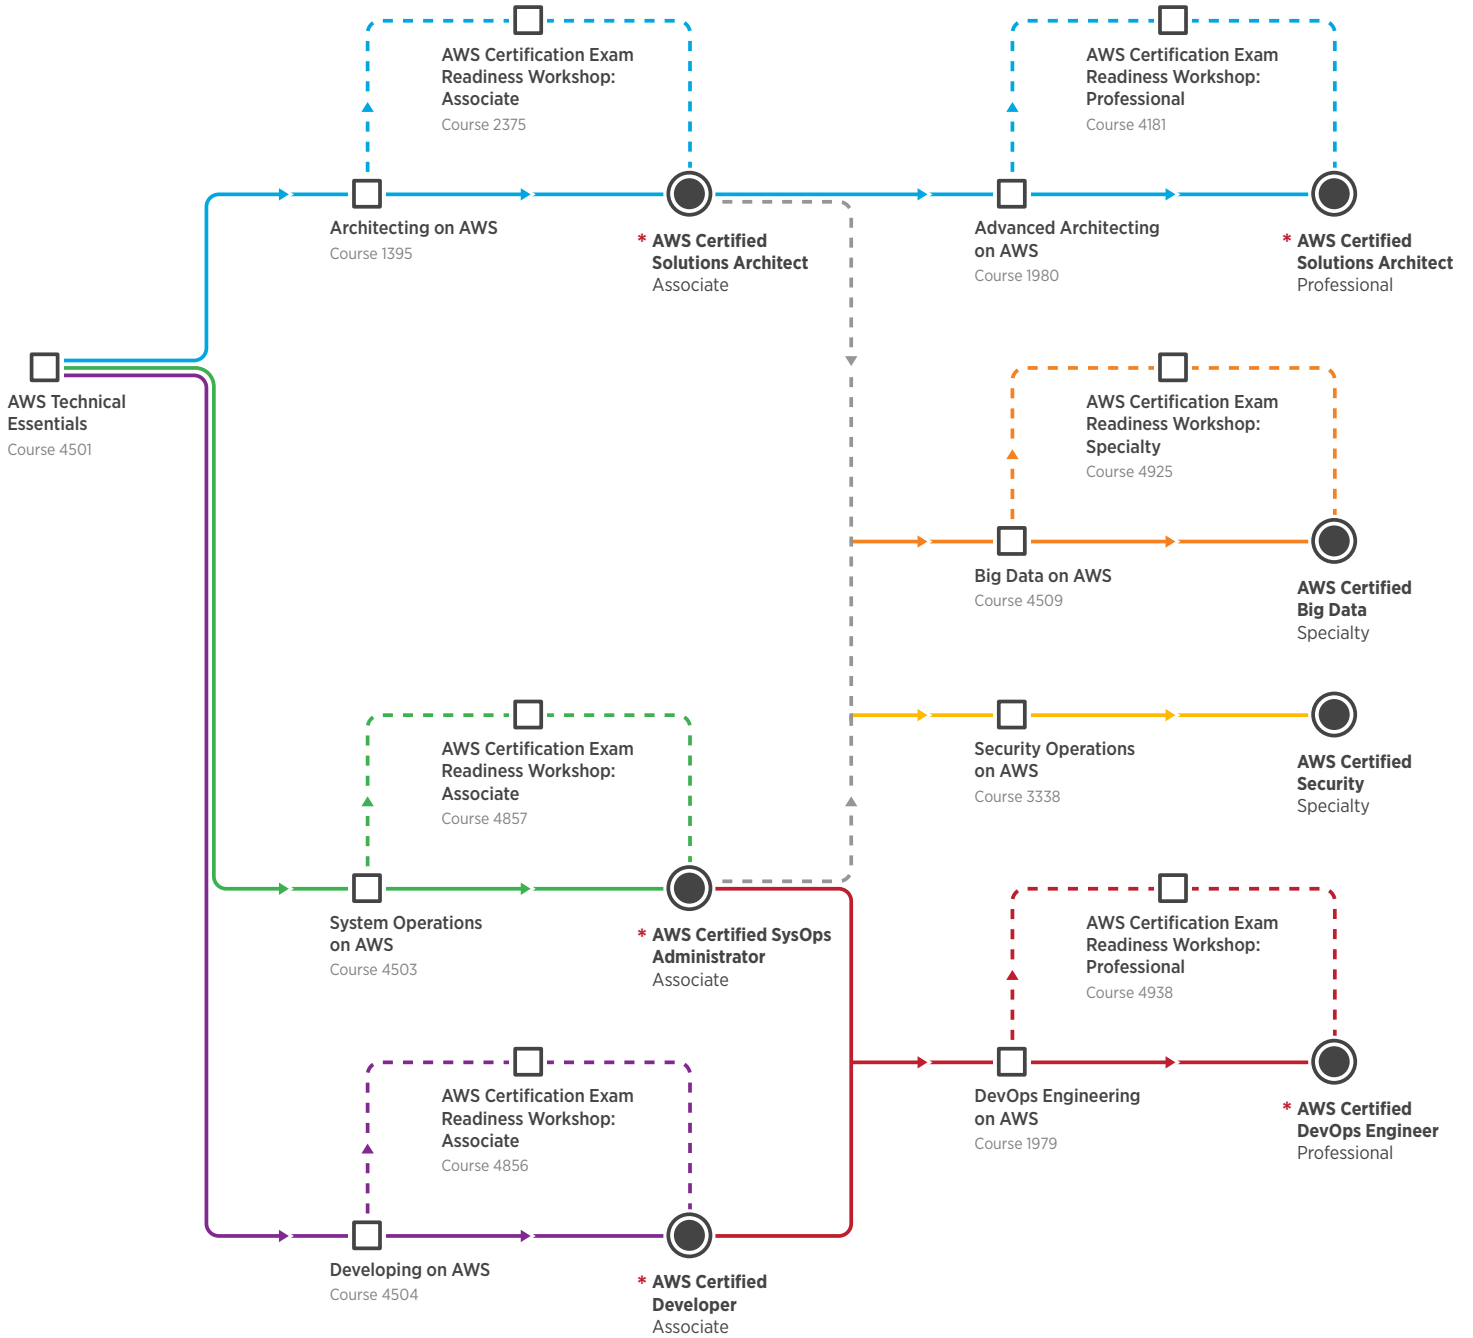 AWS Certification Exam
Readiness Workshop:
Associate
Course 2375
AWS Certification Exam
Readiness Workshop:
Professional
Course 4181
Architecting on AWS
Course 1395
* AWS Certified
Solutions Architect
Associate
Advanced Architecting
on AWS
Course 1980
* AWS Certified
Solutions Architect
Professional
AWS Technical
Essentials
Course 4501
AWS Certification Exam
Readiness Workshop:
Specialty
Course 4925
Big Data on AWS
Course 4509
AWS Certified
Big Data
Specialty
AWS Certification Exam
Readiness Workshop:
Associate
Course 4857
Security Operations
on AWS
Course 3338
AWS Certified
Security
Specialty
System Operations
on AWS
Course 4503
* AWS Certified SysOps
Administrator
Associate
AWS Certification Exam
Readiness Workshop:
Professional
Course 4938
AWS Certification Exam
Readiness Workshop:
Associate
Course 4856
DevOps Engineering
on AWS
Course 1979
* AWS Certified
DevOps Engineer
Professional
Developing on AWS
Course 4504
* AWS Certified
Developer
Associate